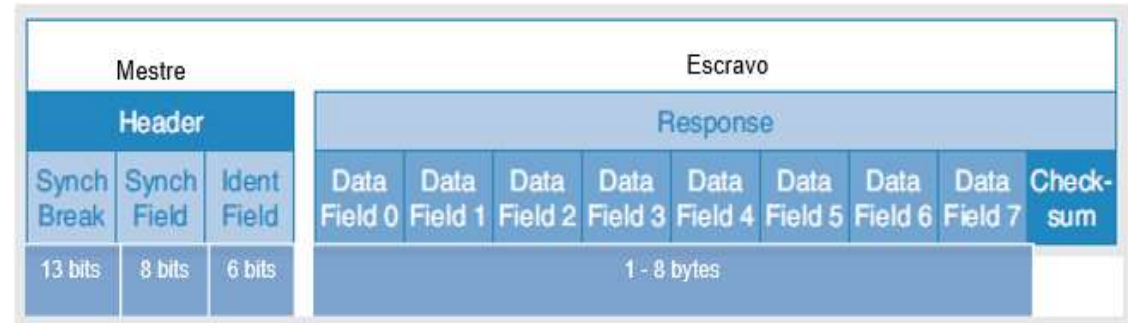 Mestre Escravo
Header Response
Synch Break Synch Field Ident Field Data Field 0 Data Field 1 Data Field 2 Data Field 3 Data Field 4 Data Field 5 Data Field 6 Data Field 7 Check-sum
13 bits 8 bits 6 bits 1 - 8 bytes